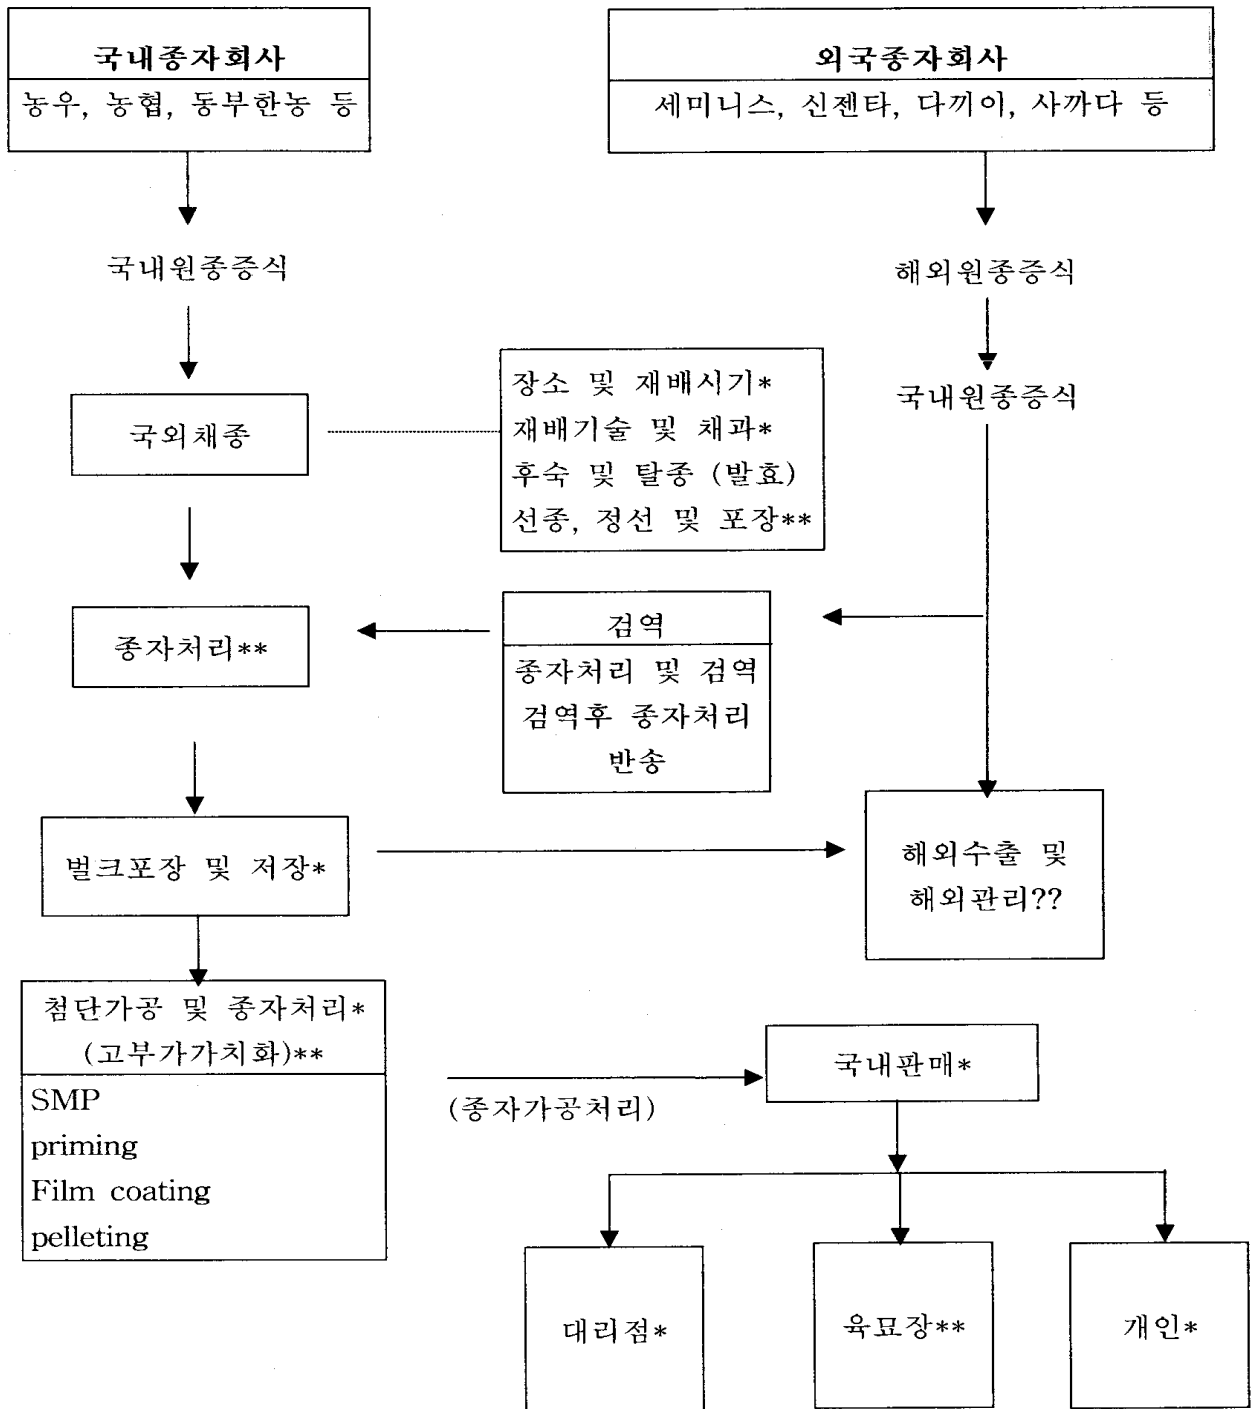 국내종자회사
농우, 농협, 동부한농 등
외국종자회사
세미니스, 신젠타, 다끼이, 사까다 등
국내원종증식
해외원종증식
국내원종증식
국외채종
장소 및 재배시기*
재배기술 및 채과*
후숙 및 탈종 (발효)
선종, 정선 및 포장**
종자처리**
검역
종자처리 및 검역
검역후 종자처리
반송
벌크포장 및 저장*
해외수출 및
해외관리??
첨단가공 및 종자처리*
(고부가가치화)**
SMP
priming
Film coating
pelleting
(종자가공처리)
국내판매*
대리점*
육묘장**
개인*